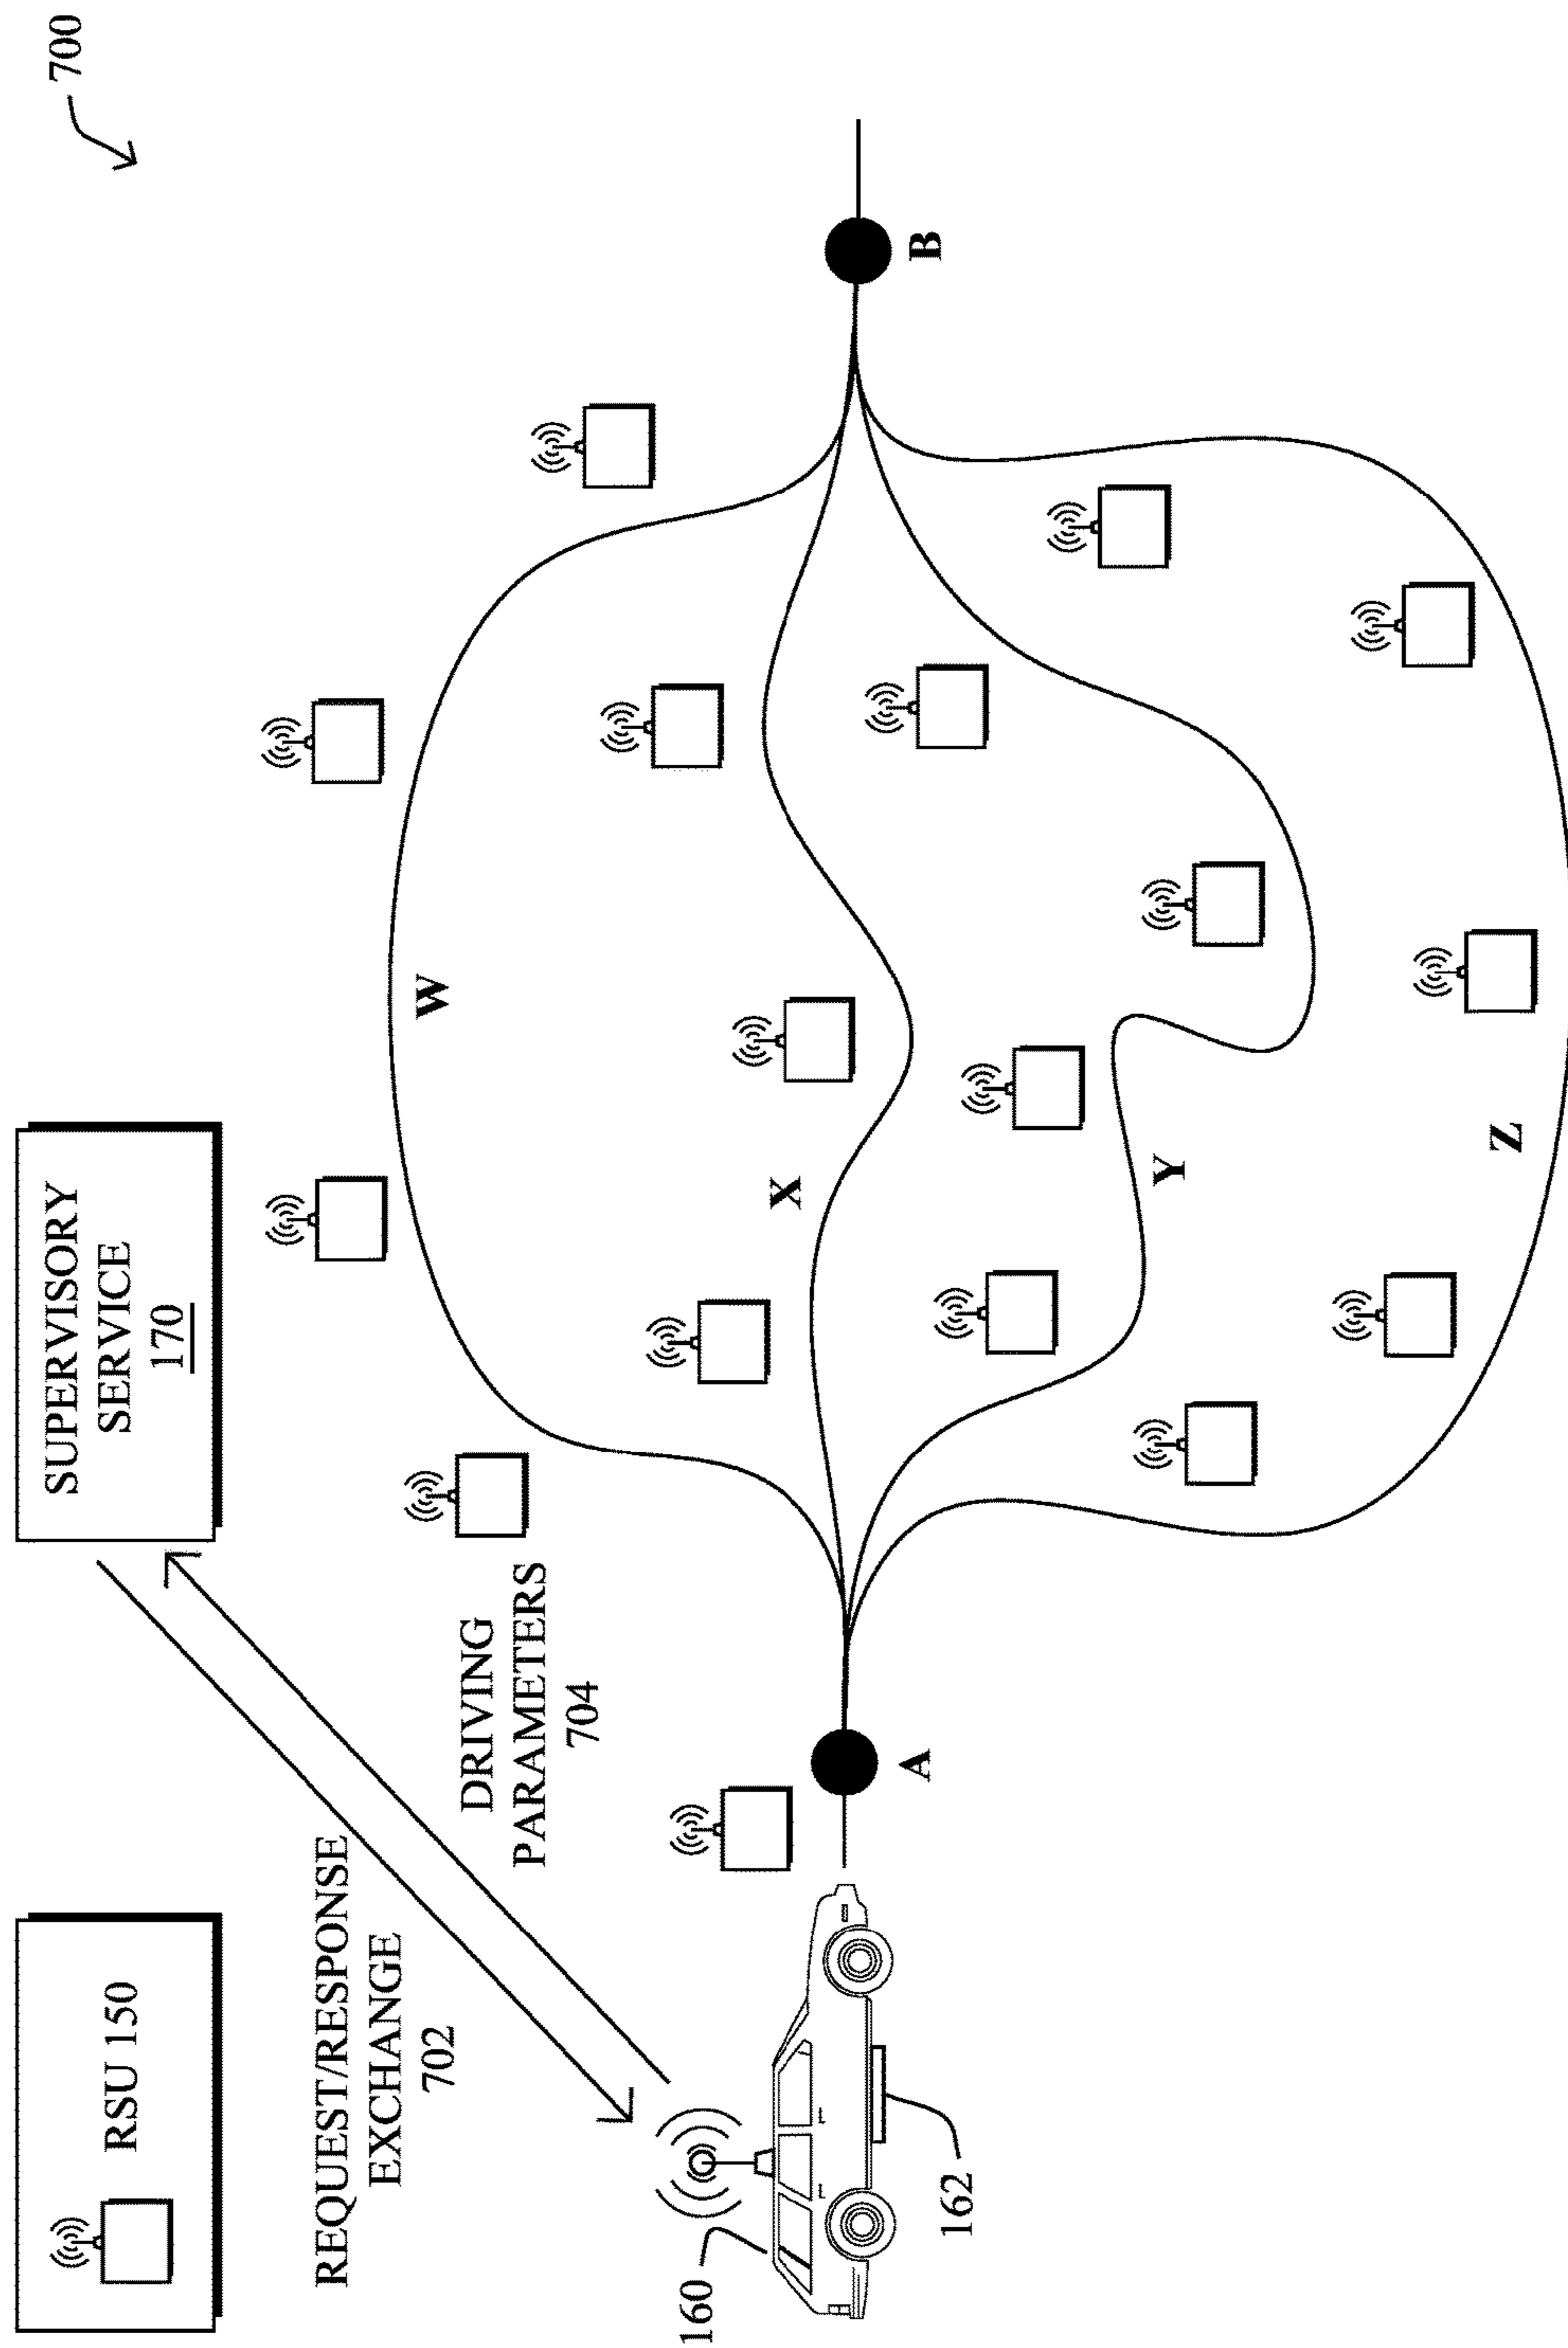 700
RSU 150
SUPERVISORY
SERVICE
170
REQUEST/RESPONSE
EXCHANGE
702
DRIVING
PARAMETERS
704
W
X
Y
Z
A
B
160
162